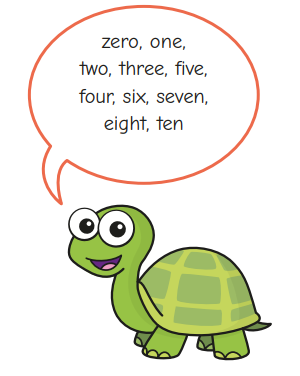 zero, one,
two, three, five,
four, six, seven,
eight, ten